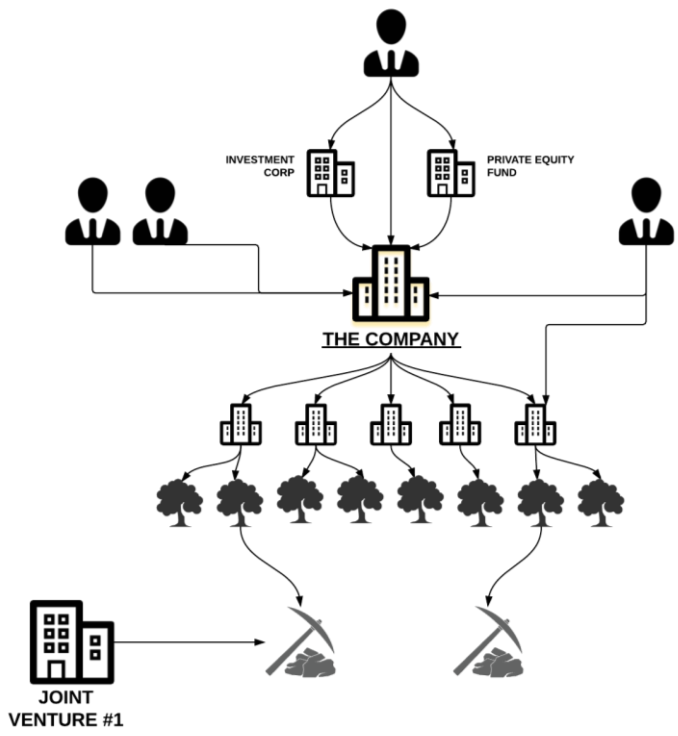 INVESTMENT
CORP
PRIVATE EQUITY
FUND
THE COMPANY
JOINT
VENTURE #1